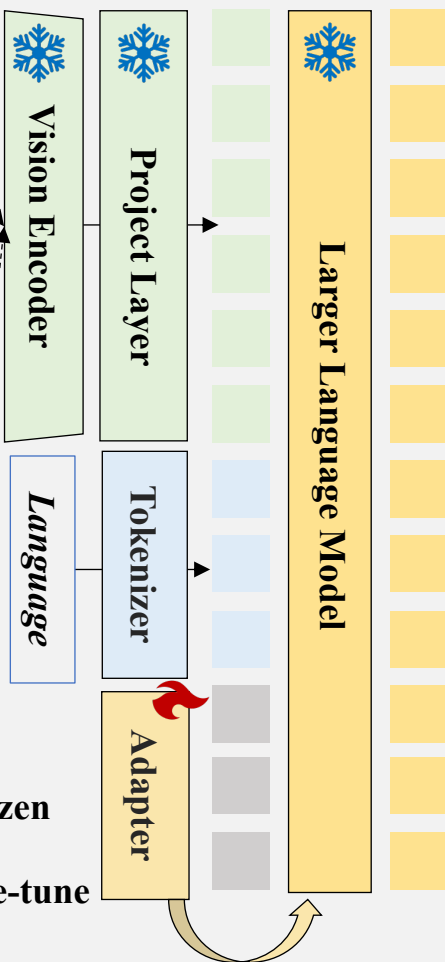 Vision Encoder
Project Layer
Larger Language Model
Language
Tokenizer
Adapter
zen
e-tune